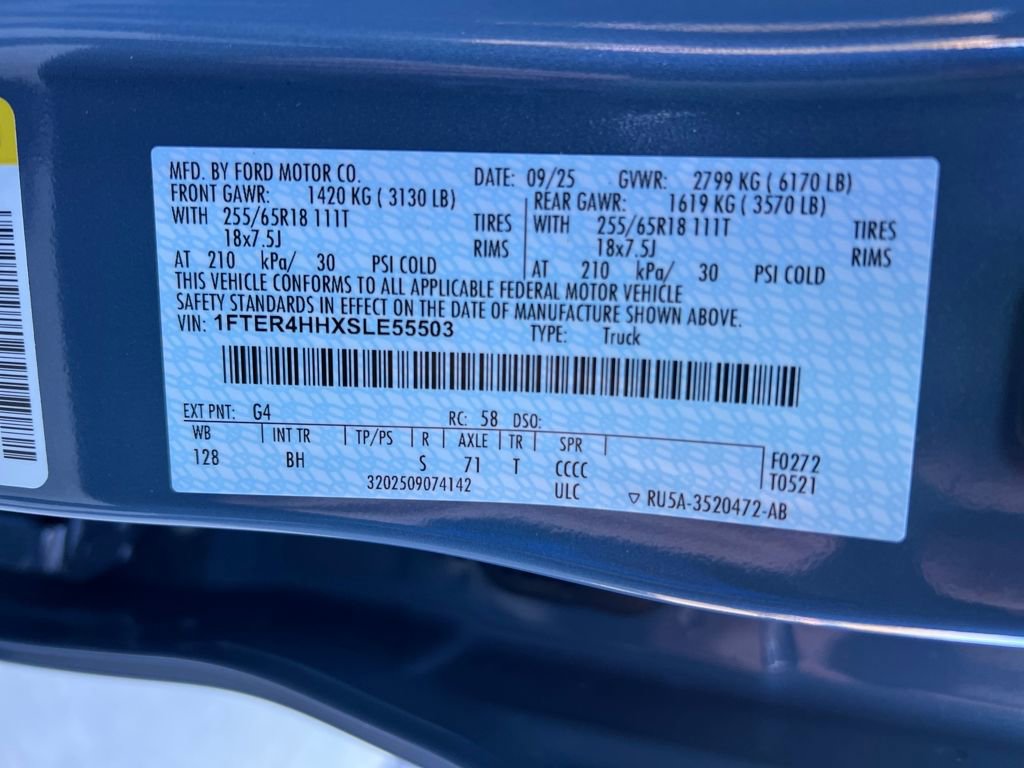 MFD. BY FORD MOTOR CO. DATE: 09/25 GVWR: 2799 KG ( 6170 LB)
FRONT GAWR: 1420 KG ( 3130 LB) REAR GAWR: 1619 KG ( 3570 LB)
WITH 255/65R18 111T TIRES WITH 255/65R18 111T TIRES
18x7.5J RIMS 18x7.5J RIMS
AT 210 kPa/ 30 PSI COLD AT 210 kPa/ 30 PSI COLD
THIS VEHICLE CONFORMS TO ALL APPLICABLE FEDERAL MOTOR VEHICLE
SAFETY STANDARDS IN EFFECT ON THE DATE OF MANUFACTURE SHOWN ABOVE.
VIN: 1FTER4HHXSLE55503 TYPE: Truck
EXT PNT: G4 RC: 58 DSO:
WB INT TR TP/PS R AXLE TR SPR F0272
128 BH S 71 T CCCC T0521
3202509074142 ULC ▽ RU5A-3520472-AB